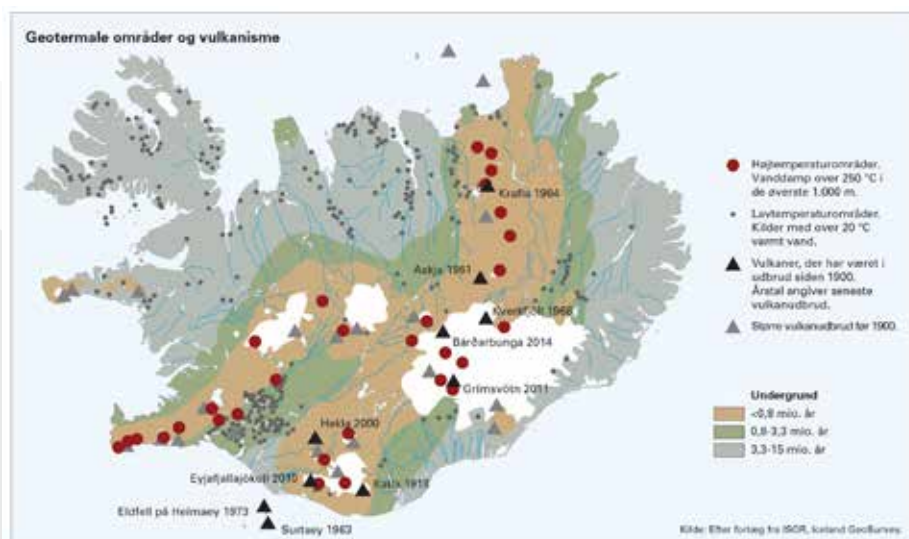 Geotermale områder og vulkanisme
Højtemperaturområder.
Vanddamp over 250 °C i
de øverste 1.000 m.
Lavtemperaturområder.
Kilder med over 20 °C
varmt vand.
Vulkaner, der har været i
udbrud siden 1900.
Årstal angiver seneste
vulkanudbrud.
Større vulkanudbrud før 1900.
Krafla 1984
Askja 1961
Kverkfjöll 1968
Bárðarbunga 2014
Grímsvötn 2011
Hekla 2000
Eyjafjallajökull 2010
Katla 1918
Eldfell på Heimaey 1973
Surtsey 1963
Undergrund
<0,8 mio. år
0,8-3,3 mio. år
3,3-15 mio. år
Kilde: Efter forlæg fra ISOR, Iceland GeoSurvey.